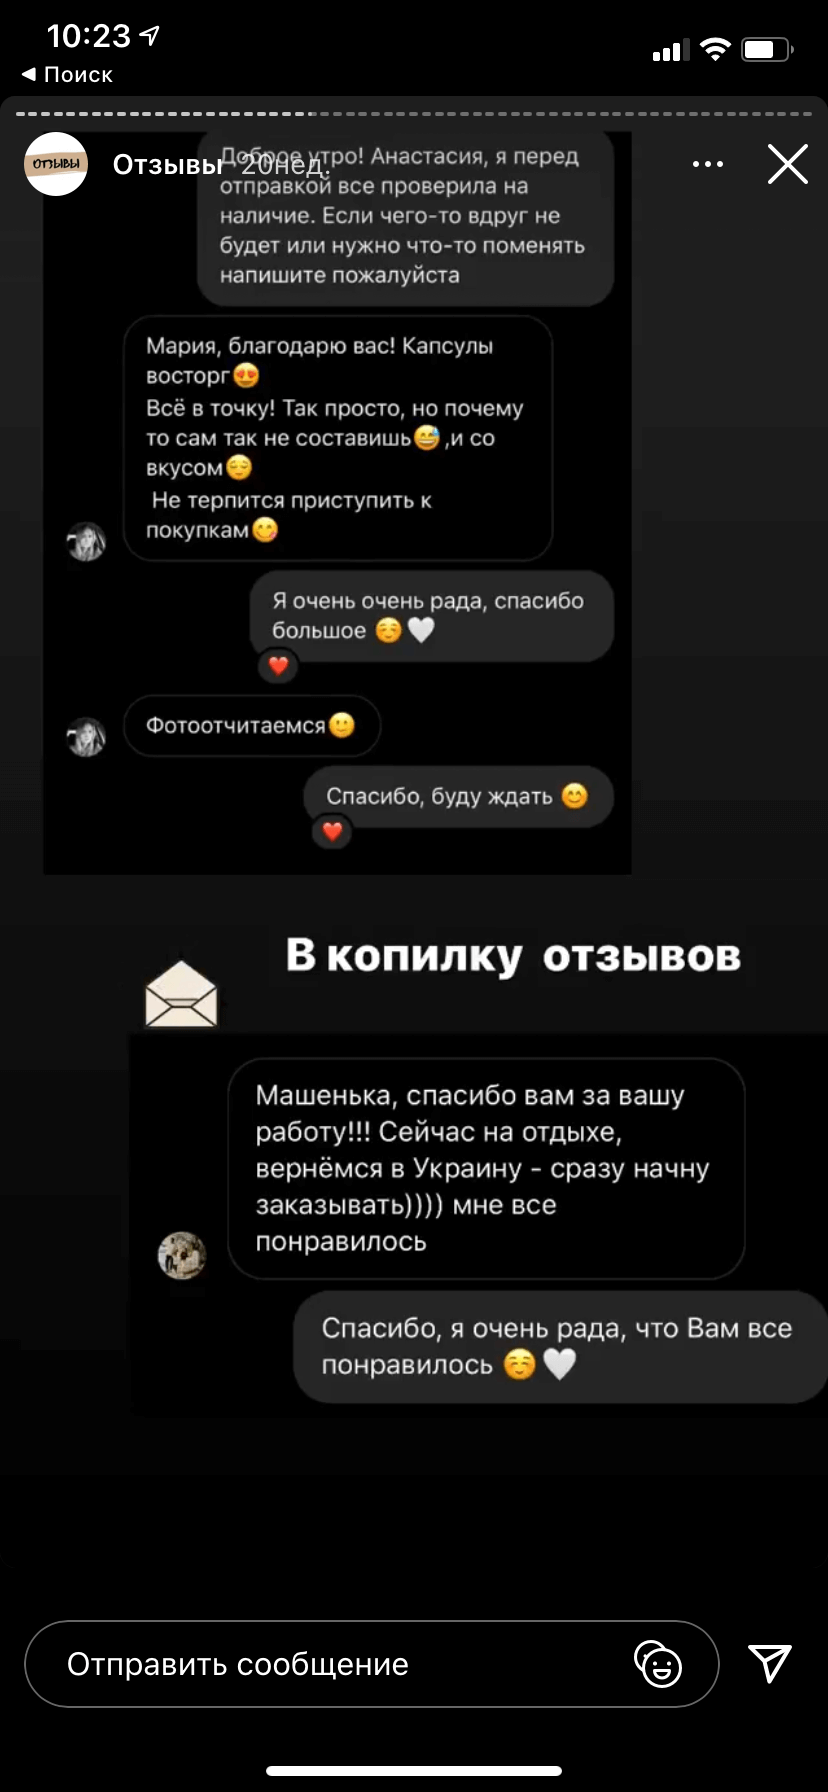 10:23
◀ Поиск
отзывы
Отзывы 20нед.
Доброе утро! Анастасия, я перед
отправкой все проверила на
наличие. Если чего-то вдруг не
будет или нужно что-то поменять
напишите пожалуйста
Мария, благодарю вас! Капсулы
восторг😍
Всё в точку! Так просто, но почему
то сам так не составишь😅,и со
вкусом😌
Не терпится приступить к
покупкам😋
Я очень очень рада, спасибо
большое ☺️🤍
❤️
Фотоотчитаемся🙂
Спасибо, буду ждать 😊
❤️
В копилку отзывов
Машенька, спасибо вам за вашу
работу!!! Сейчас на отдыхе,
вернёмся в Украину - сразу начну
заказывать)))) мне все
понравилось
Спасибо, я очень рада, что Вам все
понравилось ☺️🤍
Отправить сообщение